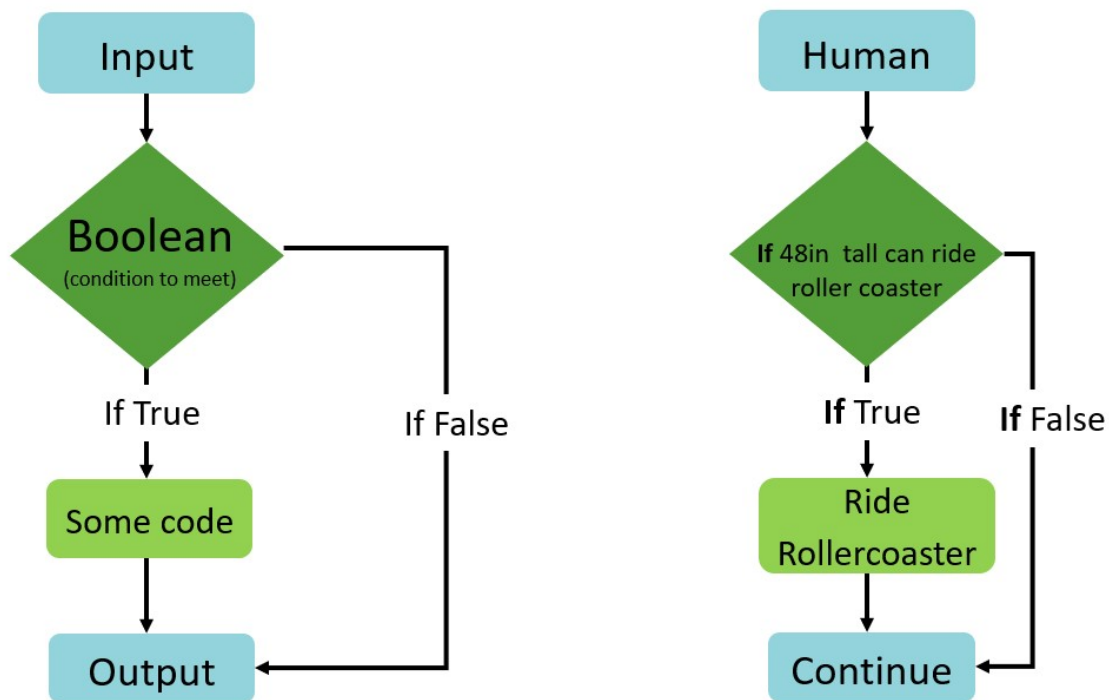 Input
Boolean
(condition to meet)
If True
If False
Some code
Output
Human
If 48in tall can ride
roller coaster
If True
If False
Ride
Rollercoaster
Continue